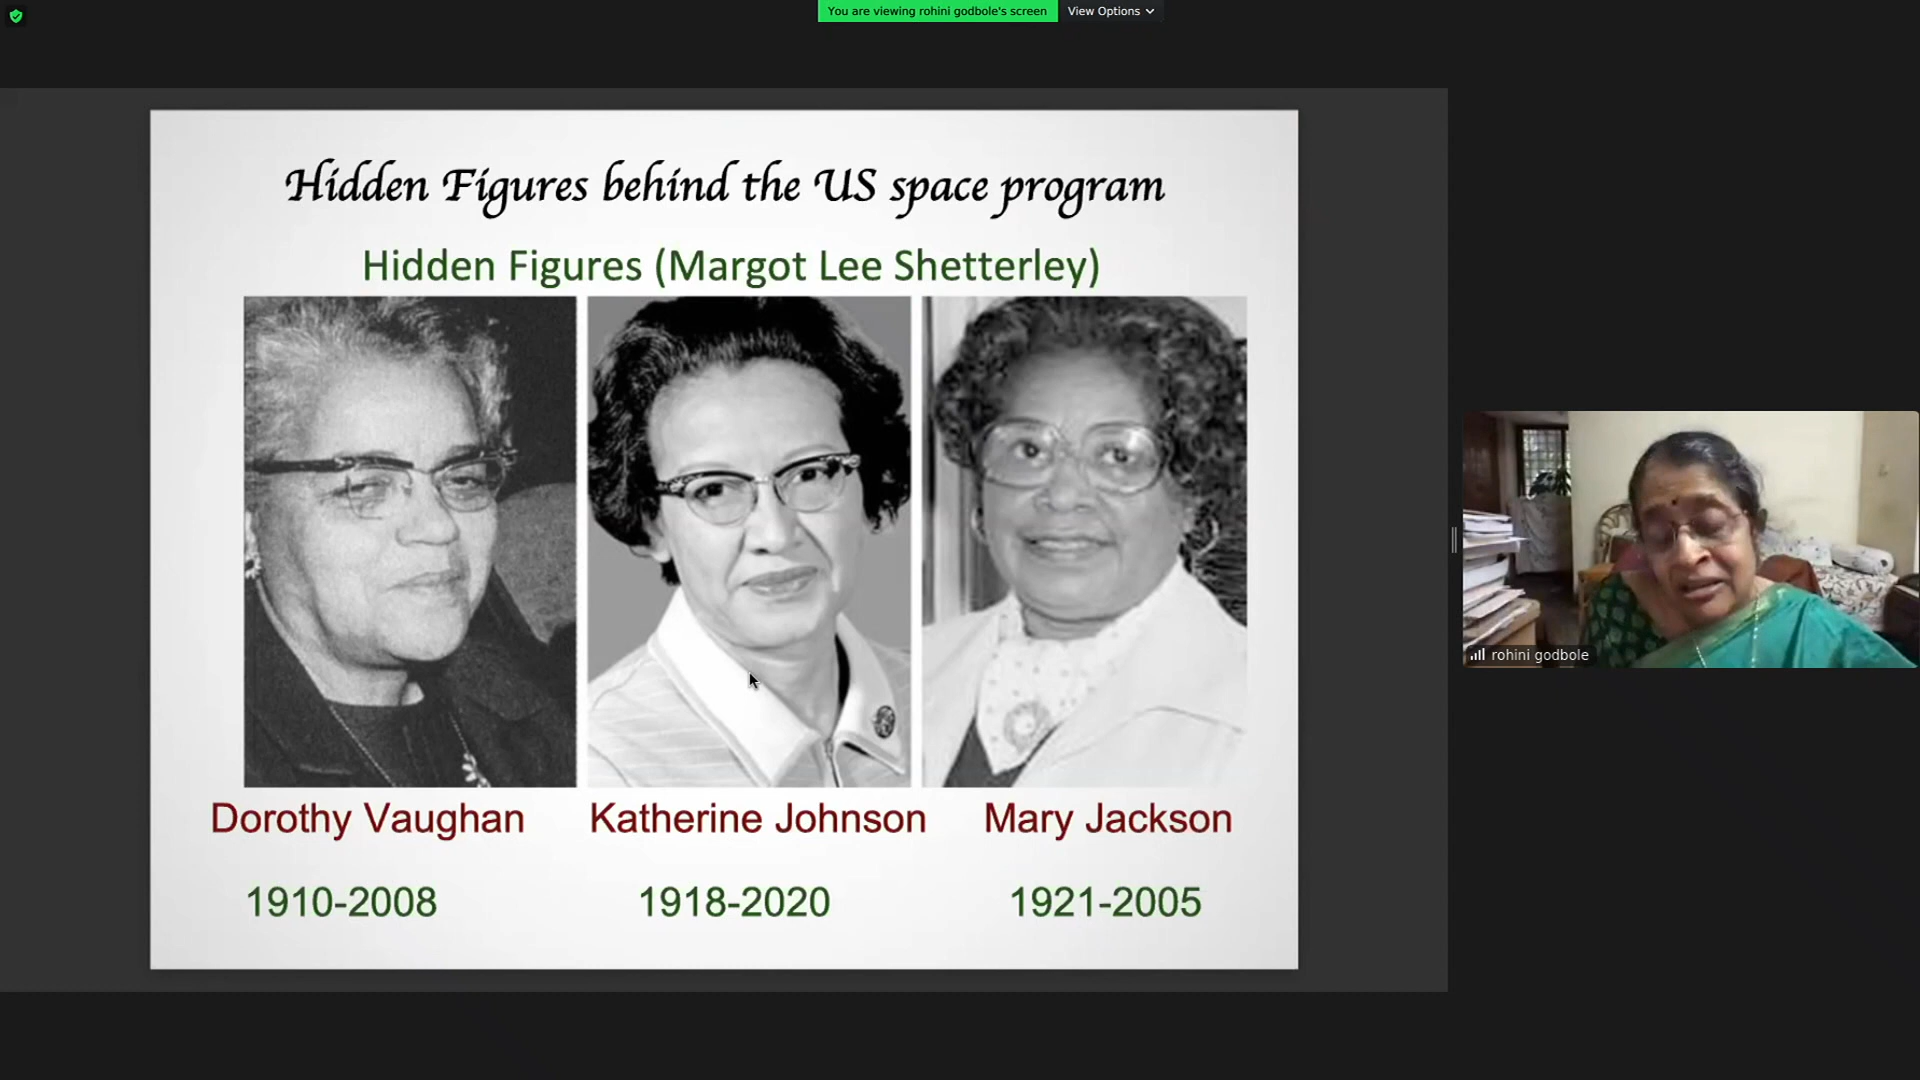 You are viewing rohini godbole's screen View Options
Hidden Figures behind the US space program
Hidden Figures (Margot Lee Shetterley)
Dorothy Vaughan Katherine Johnson Mary Jackson
1910-2008 1918-2020 1921-2005
rohini godbole